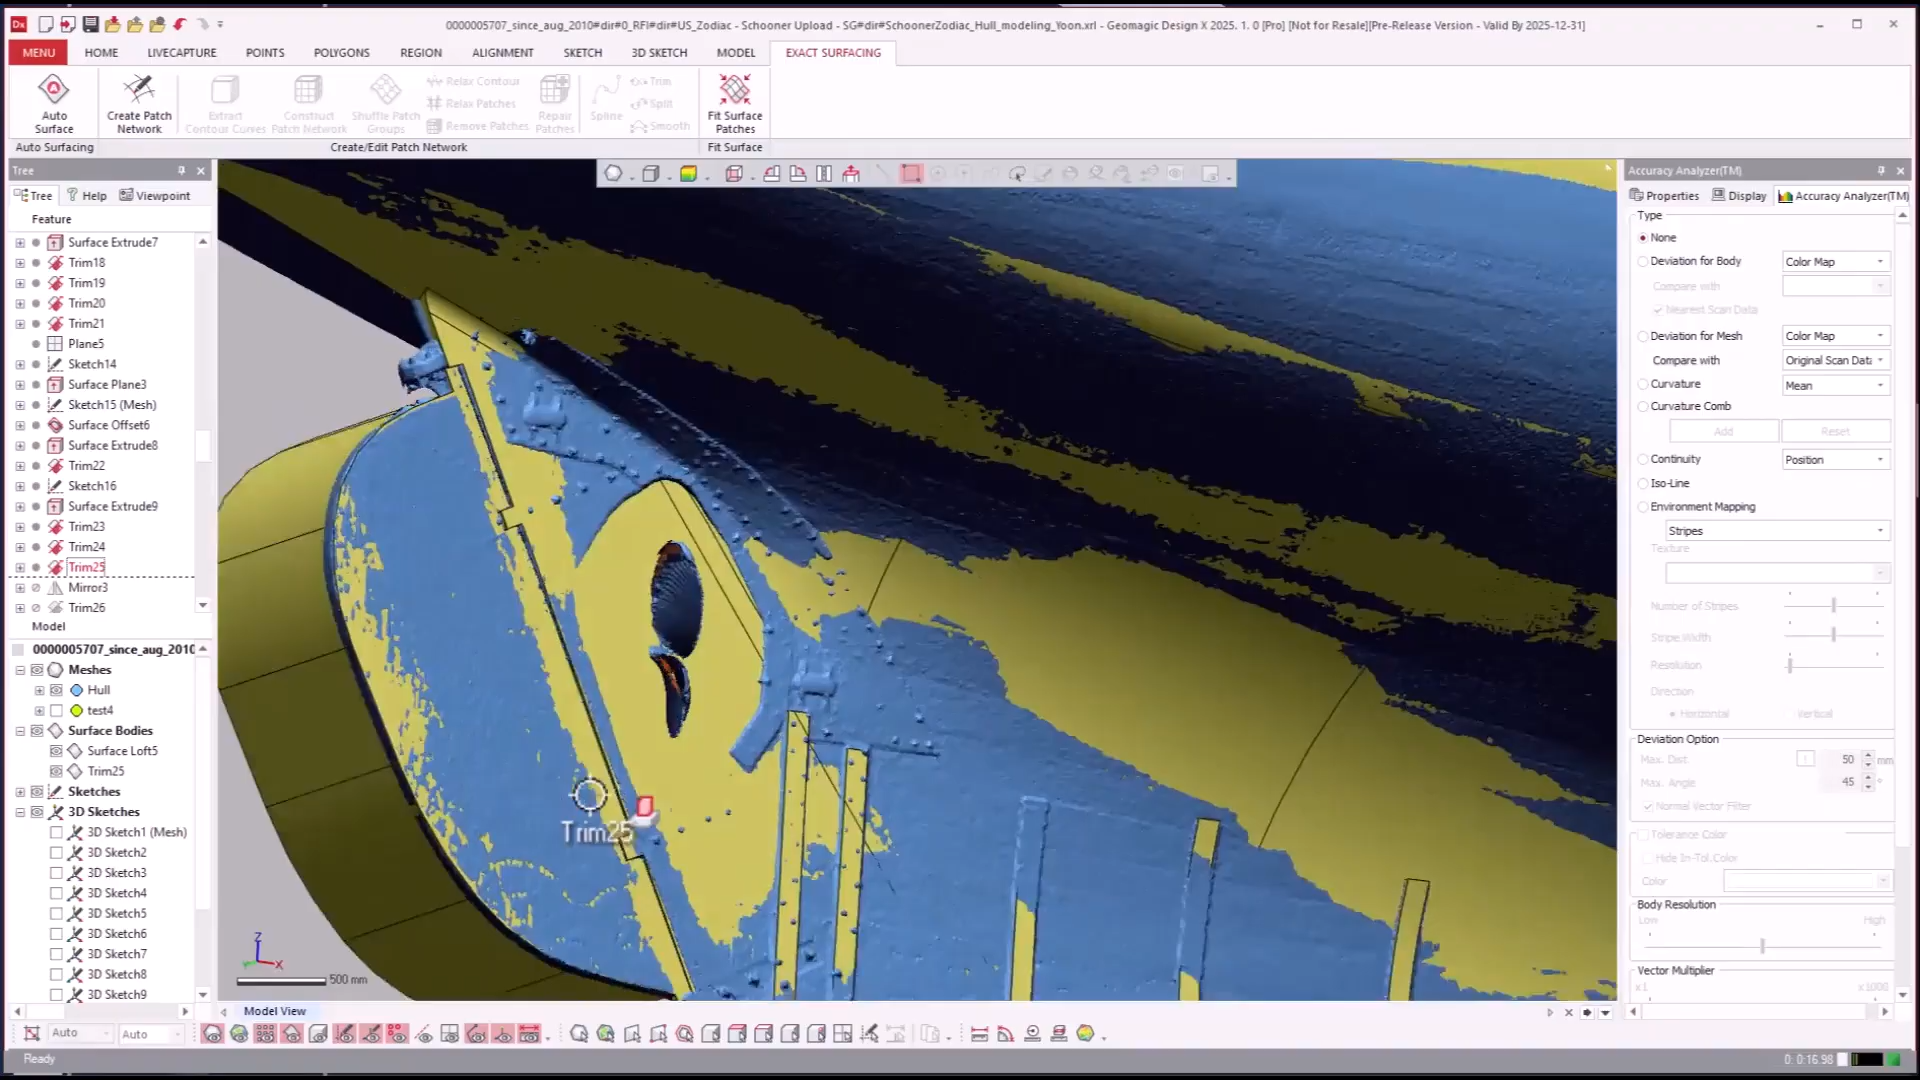 0000005707_since_aug_2010#dir#0_RFI#dir#US_Zodiac - Schooner Upload - SG#dir#SchoonerZodiac_Hull_modeling_Yoon.xrl - Geomagic Design X 2025. 1. 0 [Pro] [Not for Resale][Pre-Release Version - Valid By 2025-12-31]
MENU HOME LIVECAPTURE POINTS POLYGONS REGION ALIGNMENT SKETCH 3D SKETCH MODEL EXACT SURFACING
Auto Surface
Create Patch Network
Extract Contour Curves
Construct Patch Network
Shuffle Patch Groups
Relax Contour
Relax Patches
Remove Patches
Repair Patches
Spline
Trim
Split
Smooth
Fit Surface Patches
Auto Surfacing
Create/Edit Patch Network
Fit Surface
Tree
Tree Help Viewpoint
Feature
Surface Extrude7
Trim18
Trim19
Trim20
Trim21
Plane5
Sketch14
Surface Plane3
Sketch15 (Mesh)
Surface Offset6
Surface Extrude8
Trim22
Sketch16
Surface Extrude9
Trim23
Trim24
Trim25
Mirror3
Trim26
Model
0000005707_since_aug_2010
Meshes
Hull
test4
Surface Bodies
Surface Loft5
Trim25
Sketches
3D Sketches
3D Sketch1 (Mesh)
3D Sketch2
3D Sketch3
3D Sketch4
3D Sketch5
3D Sketch6
3D Sketch7
3D Sketch8
3D Sketch9
Trim25
Z
X
500 mm
Model View
Accuracy Analyzer(TM)
Properties Display Accuracy Analyzer(TM)
Type
None
Deviation for Body Color Map
Compare with
Nearest Scan Data
Deviation for Mesh Color Map
Compare with Original Scan Data
Curvature Mean
Curvature Comb
Add Reset
Continuity Position
Iso-Line
Environment Mapping
Stripes
Texture
Number of Stripes
Stripe Width
Resolution
Direction
Horizontal Vertical
Deviation Option
Max. Dist. 50 mm
Max. Angle 45 °
Normal Vector Filter
Tolerance Color
Hide In-Tol.Color
Color
Body Resolution
Low High
Vector Multiplier
x1 x1000
Auto Auto
Ready
0: 0:16.98